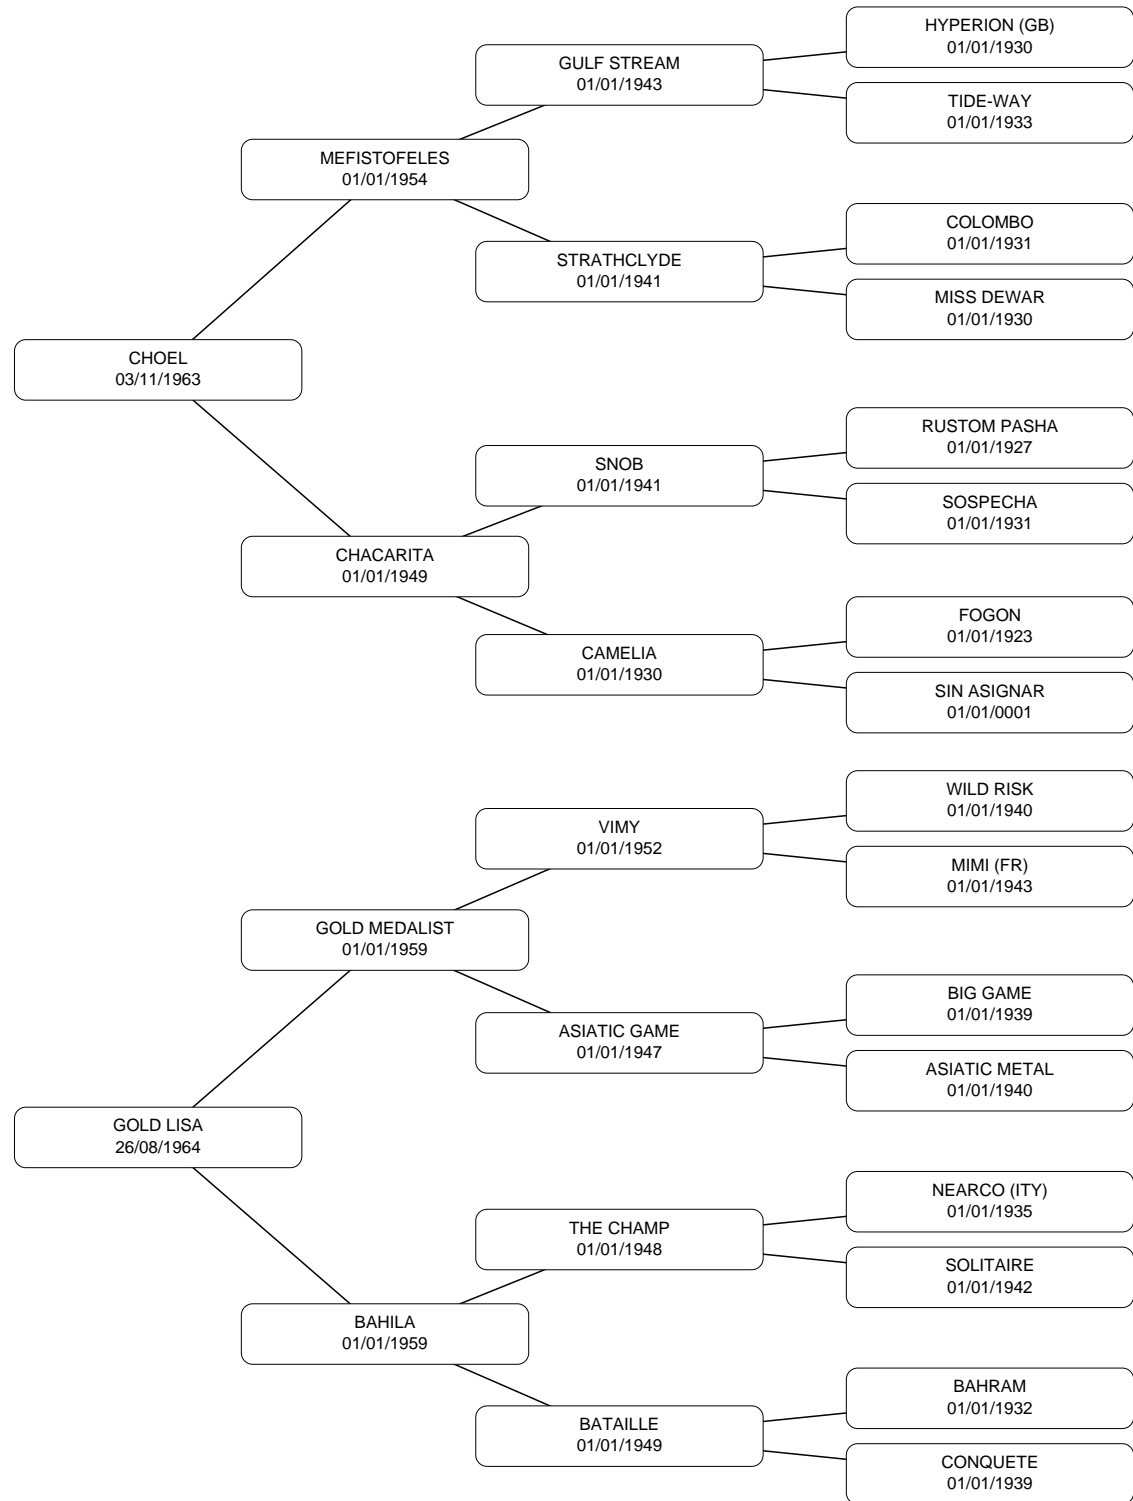 HYPERION (GB)
01/01/1930
GULF STREAM
01/01/1943
TIDE-WAY
01/01/1933
MEFISTOFELES
01/01/1954
COLOMBO
01/01/1931
STRATHCLYDE
01/01/1941
MISS DEWAR
01/01/1930
CHOEL
03/11/1963
RUSTOM PASHA
01/01/1927
SNOB
01/01/1941
SOSPECHA
01/01/1931
CHACARITA
01/01/1949
FOGON
01/01/1923
CAMELIA
01/01/1930
SIN ASIGNAR
01/01/0001
WILD RISK
01/01/1940
VIMY
01/01/1952
MIMI (FR)
01/01/1943
GOLD MEDALIST
01/01/1959
BIG GAME
01/01/1939
ASIATIC GAME
01/01/1947
ASIATIC METAL
01/01/1940
GOLD LISA
26/08/1964
NEARCO (ITY)
01/01/1935
THE CHAMP
01/01/1948
SOLITAIRE
01/01/1942
BAHILA
01/01/1959
BAHRAM
01/01/1932
BATAILLE
01/01/1949
CONQUETE
01/01/1939